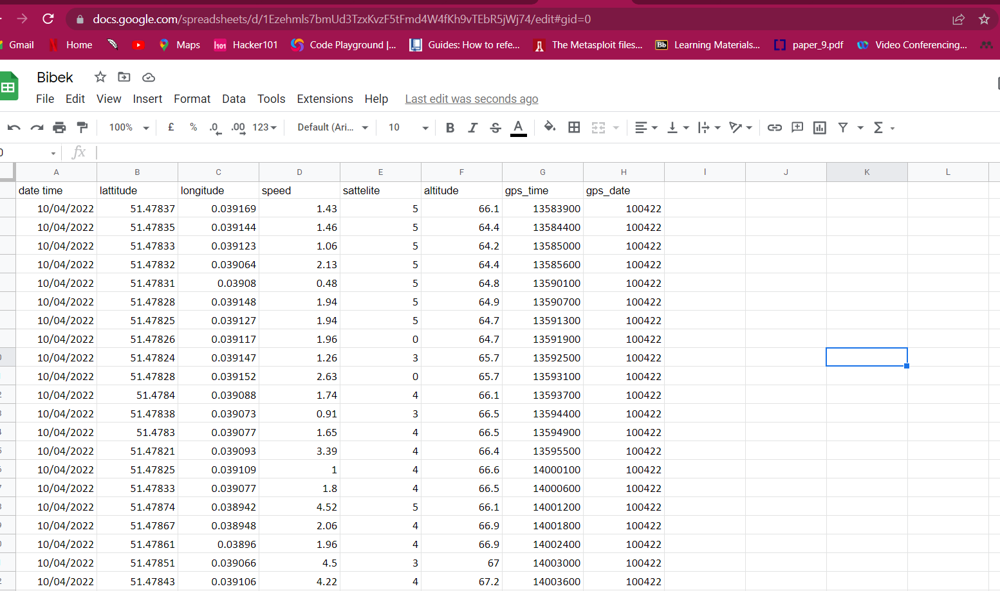 docs.google.com/spreadsheets/d/1Ezehmls7bmUd3TzxKvzF5tFmd4W4fKh9vTEbR5jWj74/edit#gid=0
Gmail Home Maps h101 Hacker101 Code Playground |... Guides: How to refe... The Metasploit files... Bb Learning Materials... paper_9.pdf Video Conferencing...
Bibek
File Edit View Insert Format Data Tools Extensions Help Last edit was seconds ago
100% £ % .0 .00 123 Default (Ari... 10 B I S A Σ
fx
A B C D E F G H I J K L
date time lattitude longitude speed sattelite altitude gps_time gps_date
10/04/2022 51.47837 0.039169 1.43 5 66.1 13583900 100422
10/04/2022 51.47835 0.039144 1.46 5 64.4 13584400 100422
10/04/2022 51.47833 0.039123 1.06 5 64.2 13585000 100422
10/04/2022 51.47832 0.039064 2.13 5 64.4 13585600 100422
10/04/2022 51.47831 0.03908 0.48 5 64.8 13590100 100422
10/04/2022 51.47828 0.039148 1.94 5 64.9 13590700 100422
10/04/2022 51.47825 0.039127 1.94 5 64.7 13591300 100422
10/04/2022 51.47826 0.039117 1.96 0 64.7 13591900 100422
10/04/2022 51.47824 0.039147 1.26 3 65.7 13592500 100422
10/04/2022 51.47828 0.039152 2.63 0 65.7 13593100 100422
10/04/2022 51.4784 0.039088 1.74 4 66.1 13593700 100422
10/04/2022 51.47838 0.039073 0.91 3 66.5 13594400 100422
10/04/2022 51.4783 0.039077 1.65 4 66.5 13594900 100422
10/04/2022 51.47821 0.039093 3.39 4 66.4 13595500 100422
10/04/2022 51.47825 0.039109 1 4 66.6 14000100 100422
10/04/2022 51.47833 0.039077 1.8 4 66.5 14000600 100422
10/04/2022 51.47874 0.038942 4.52 5 66.1 14001200 100422
10/04/2022 51.47867 0.038948 2.06 4 66.9 14001800 100422
10/04/2022 51.47861 0.03896 1.96 4 66.9 14002400 100422
10/04/2022 51.47851 0.039066 4.5 3 67 14003000 100422
10/04/2022 51.47843 0.039106 4.22 4 67.2 14003600 100422